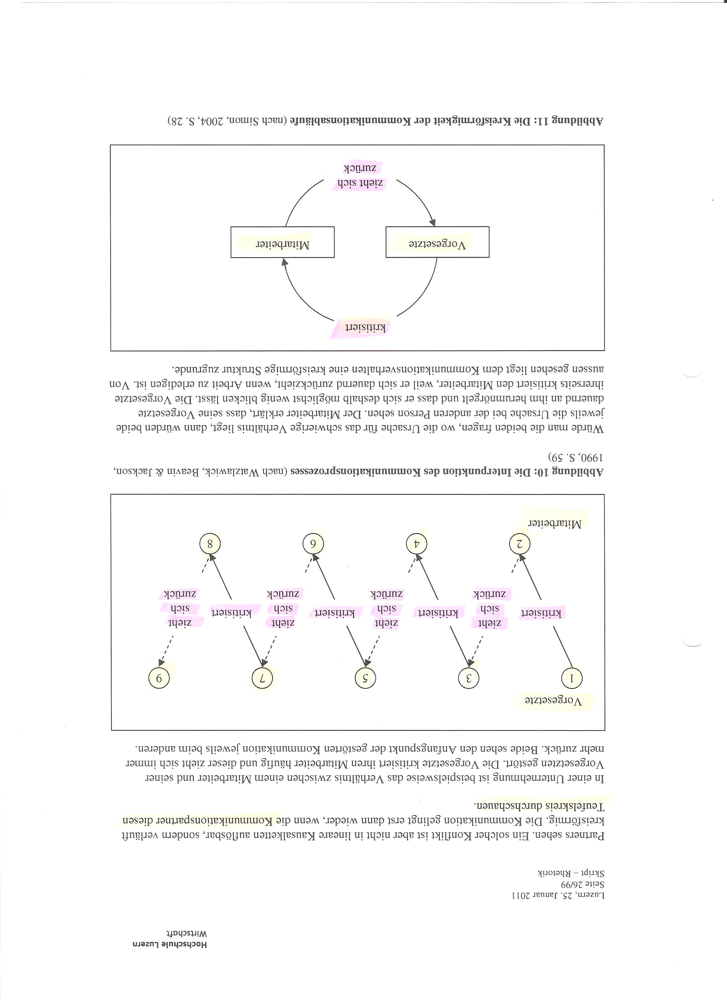 Hochschule Luzern
Wirtschaft
Luzern, 25. Januar 2011
Seite 26/99
Skript – Rhetorik
Partners sehen. Ein solcher Konflikt ist aber nicht in lineare Kausalketten auflösbar, sondern verläuft
kreisförmig. Die Kommunikation gelingt erst dann wieder, wenn die Kommunikationspartner diesen
Teufelskreis durchschauen.
In einer Unternehmung ist beispielsweise das Verhältnis zwischen einem Mitarbeiter und seiner
Vorgesetzten gestört. Die Vorgesetzte kritisiert ihren Mitarbeiter häufig und dieser zieht sich immer
mehr zurück. Beide sehen den Anfangspunkt der gestörten Kommunikation jeweils beim anderen.
Vorgesetzte
1 3 5 7 9
kritisiert
zieht
sich
zurück
kritisiert
zieht
sich
zurück
kritisiert
zieht
sich
zurück
kritisiert
zieht
sich
zurück
2 4 6 8
Mitarbeiter
Abbildung 10: Die Interpunktion des Kommunikationsprozesses (nach Watzlawick, Beavin & Jackson,
1990, S. 59)
Würde man die beiden fragen, wo die Ursache für das schwierige Verhältnis liegt, dann würden beide
jeweils die Ursache bei der anderen Person sehen. Der Mitarbeiter erklärt, dass seine Vorgesetzte
dauernd an ihm herumnörgelt und dass er sich deshalb möglichst wenig blicken lässt. Die Vorgesetzte
ihrerseits kritisiert den Mitarbeiter, weil er sich dauernd zurückzieht, wenn Arbeit zu erledigen ist. Von
aussen gesehen liegt dem Kommunikationsverhalten eine kreisförmige Struktur zugrunde.
kritisiert
Vorgesetzte
Mitarbeiter
zieht sich
zurück
Abbildung 11: Die Kreisförmigkeit der Kommunikationsabläufe (nach Simon, 2004, S. 28)